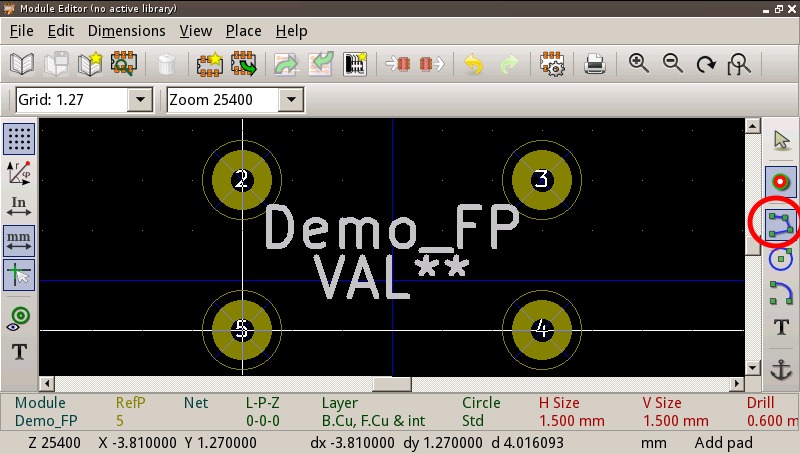 Module Editor (no active library)
File Edit Dimensions View Place Help
Grid: 1.27 Zoom 25400
In
mm
T
2 3
Demo_FP
VAL**
5 4
T
Module RefP Net L-P-Z Layer Circle H Size V Size Drill
Demo_FP 5 0-0-0 B.Cu, F.Cu & int Std 1.500 mm 1.500 mm 0.600 m
Z 25400 X -3.810000 Y 1.270000 dx -3.810000 dy 1.270000 d 4.016093 mm Add pad